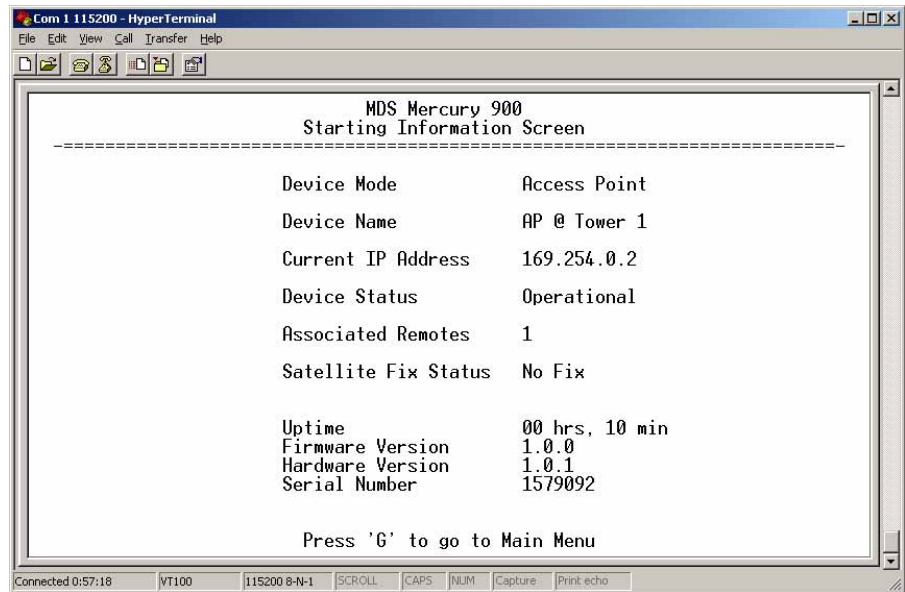 Com 1 115200 - HyperTerminal
File Edit View Call Transfer Help
MDS Mercury 900
Starting Information Screen
-==========================================================================-
Device Mode Access Point
Device Name AP @ Tower 1
Current IP Address 169.254.0.2
Device Status Operational
Associated Remotes 1
Satellite Fix Status No Fix
Uptime 00 hrs, 10 min
Firmware Version 1.0.0
Hardware Version 1.0.1
Serial Number 1579092
Press 'G' to go to Main Menu
Connected 0:57:18 VT100 115200 8-N-1 SCROLL CAPS NUM Capture Print echo